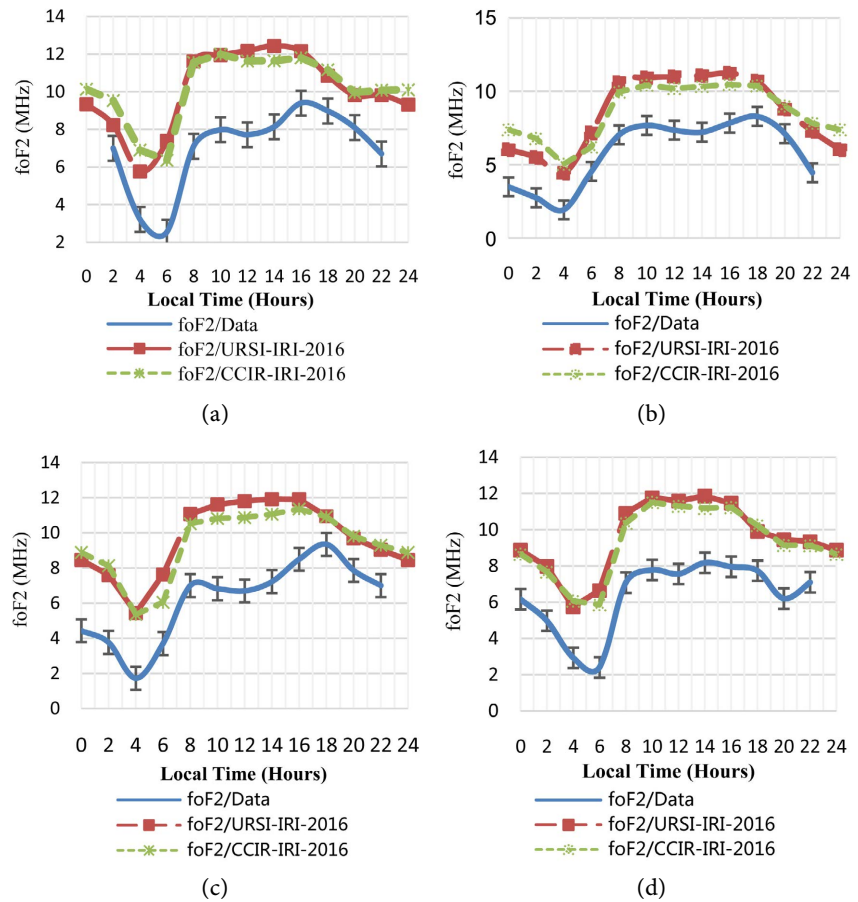 14
12
10
8
6
4
2
foF2 (MHz)
0 2 4 6 8 10 12 14 16 18 20 22 24
Local Time (Hours)
foF2/Data
foF2/URSI-IRI-2016
foF2/CCIR-IRI-2016
(a)
15
10
5
0
foF2 (MHz)
0 2 4 6 8 10 12 14 16 18 20 22 24
Local Time (Hours)
foF2/Data
foF2/URSI-IRI-2016
foF2/CCIR-IRI-2016
(b)
14
12
10
8
6
4
2
0
foF2 (MHz)
0 2 4 6 8 10 12 14 16 18 20 22 24
Local Time (Hours)
foF2/Data
foF2/URSI-IRI-2016
foF2/CCIR-IRI-2016
(c)
14
12
10
8
6
4
2
0
foF2 (MHz)
0 2 4 6 8 10 12 14 16 18 20 22 24
Local Time (Hours)
foF2/Data
foF2/URSI-IRI-2016
foF2/CCIR-IRI-2016
(d)